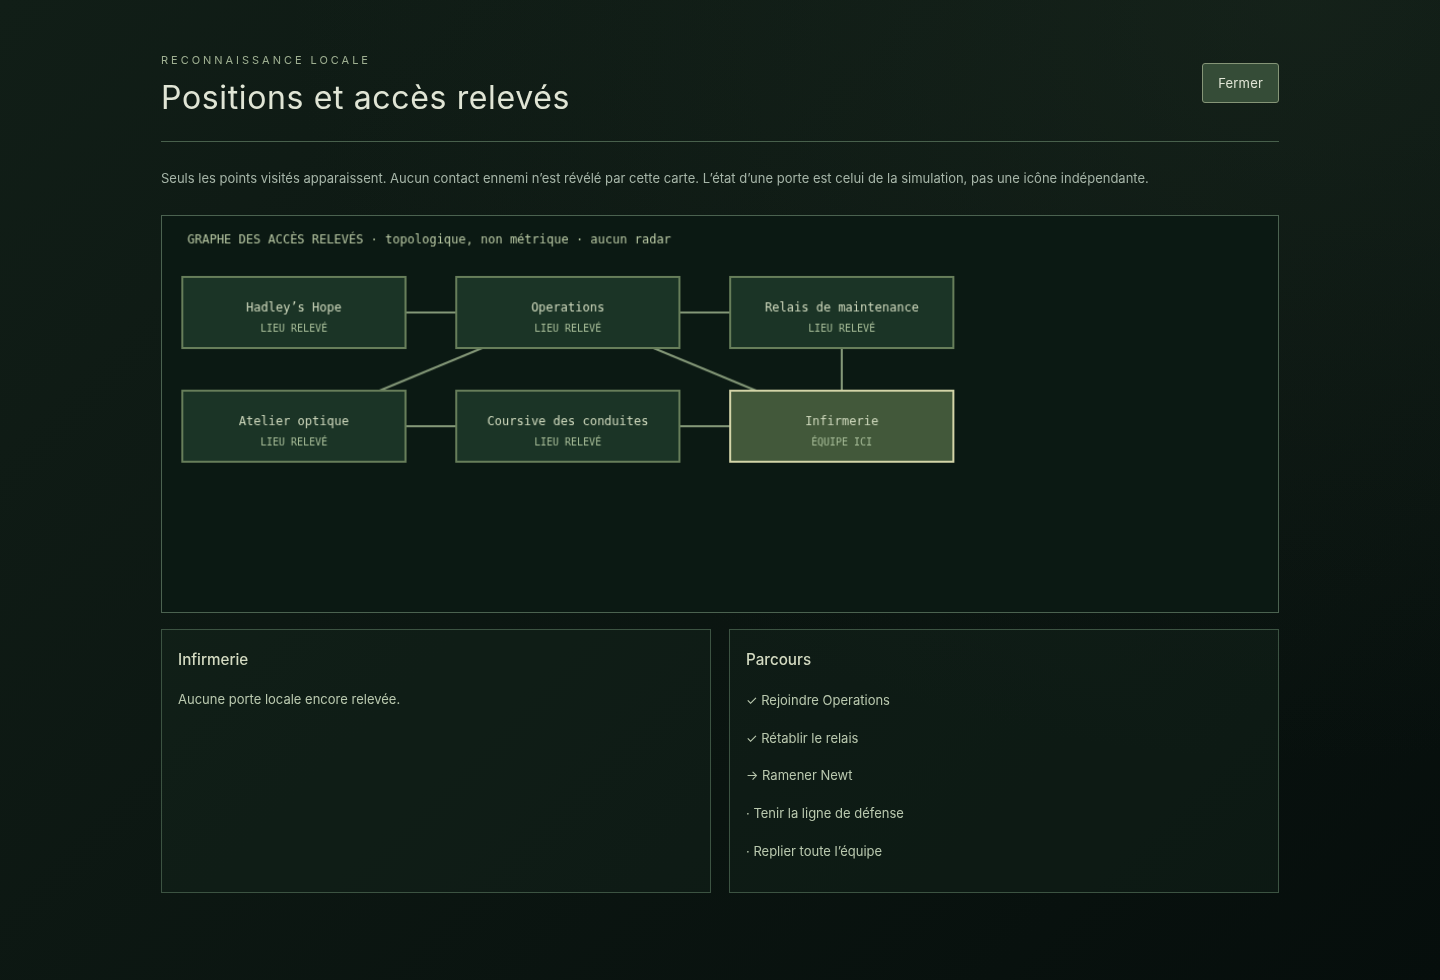 RECONNAISSANCE LOCALE
Positions et accès relevés
Fermer
Seuls les points visités apparaissent. Aucun contact ennemi n’est révélé par cette carte. L’état d’une porte est celui de la simulation, pas une icône indépendante.
GRAPHE DES ACCÈS RELEVÉS · topologique, non métrique · aucun radar
Hadley’s Hope
LIEU RELEVÉ
Operations
LIEU RELEVÉ
Relais de maintenance
LIEU RELEVÉ
Atelier optique
LIEU RELEVÉ
Coursive des conduites
LIEU RELEVÉ
Infirmerie
ÉQUIPE ICI
Infirmerie
Aucune porte locale encore relevée.
Parcours
✓ Rejoindre Operations
✓ Rétablir le relais
→ Ramener Newt
· Tenir la ligne de défense
· Replier toute l’équipe